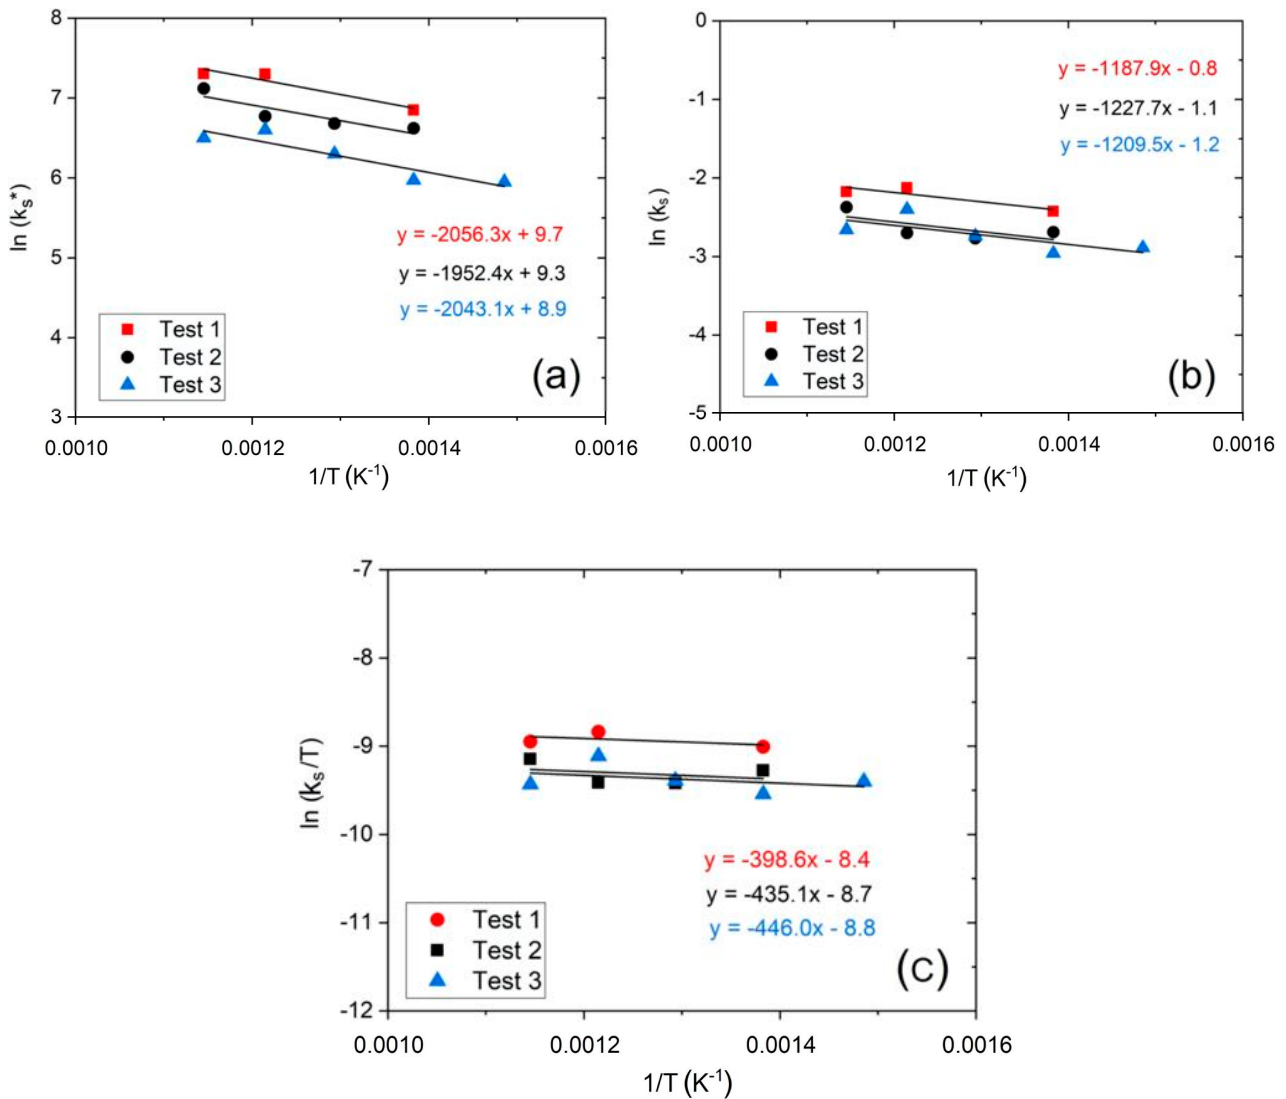 8
7
6
5
4
3
ln (ks*)
y = -2056.3x + 9.7
y = -1952.4x + 9.3
y = -2043.1x + 8.9
Test 1
Test 2
Test 3
(a)
0.0010 0.0012 0.0014 0.0016
1/T (K-1)
0
-1
-2
-3
-4
-5
ln (ks)
y = -1187.9x - 0.8
y = -1227.7x - 1.1
y = -1209.5x - 1.2
Test 1
Test 2
Test 3
(b)
0.0010 0.0012 0.0014 0.0016
1/T (K-1)
-7
-8
-9
-10
-11
-12
ln (ks/T)
y = -398.6x - 8.4
y = -435.1x - 8.7
y = -446.0x - 8.8
Test 1
Test 2
Test 3
(c)
0.0010 0.0012 0.0014 0.0016
1/T (K-1)